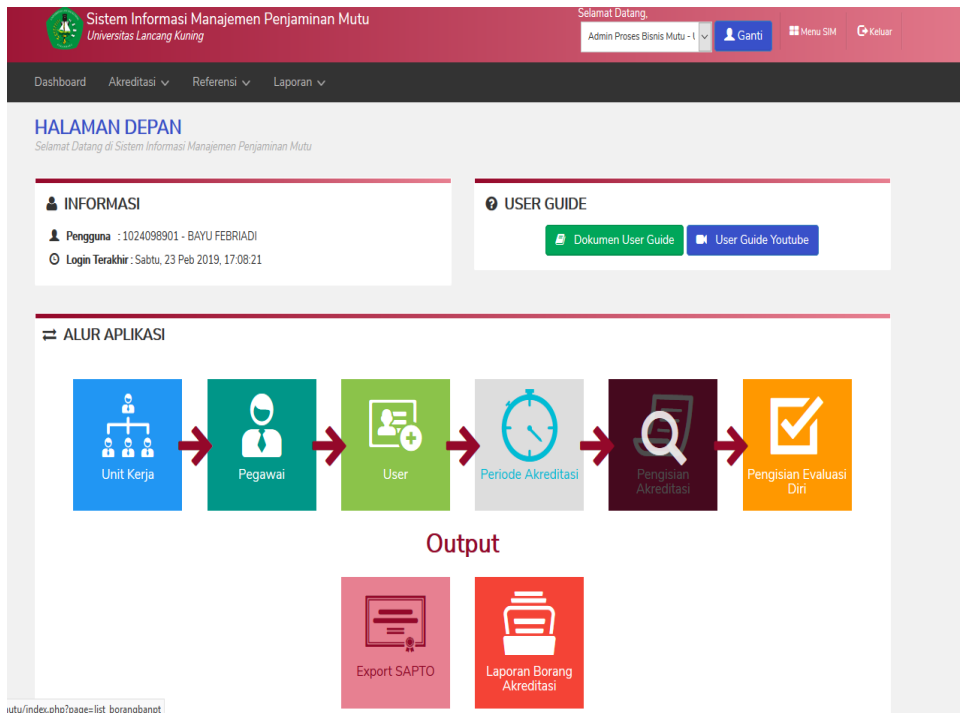 Sistem Informasi Manajemen Penjaminan Mutu
Universitas Lancang Kuning
Selamat Datang,
Admin Proses Bisnis Mutu - U
Ganti
Menu SIM
Keluar
Dashboard Akreditasi Referensi Laporan
HALAMAN DEPAN
Selamat Datang di Sistem Informasi Manajemen Penjaminan Mutu
INFORMASI
Pengguna : 1024098901 - BAYU FEBRIADI
Login Terakhir : Sabtu, 23 Peb 2019, 17:08:21
USER GUIDE
Dokumen User Guide
User Guide Youtube
ALUR APLIKASI
Unit Kerja
Pegawai
User
Periode Akreditasi
Pengisian
Akreditasi
Pengisian Evaluasi
Diri
Output
Export SAPTO
Laporan Borang
Akreditasi
mutu/index.php?page=list_borangbanpt